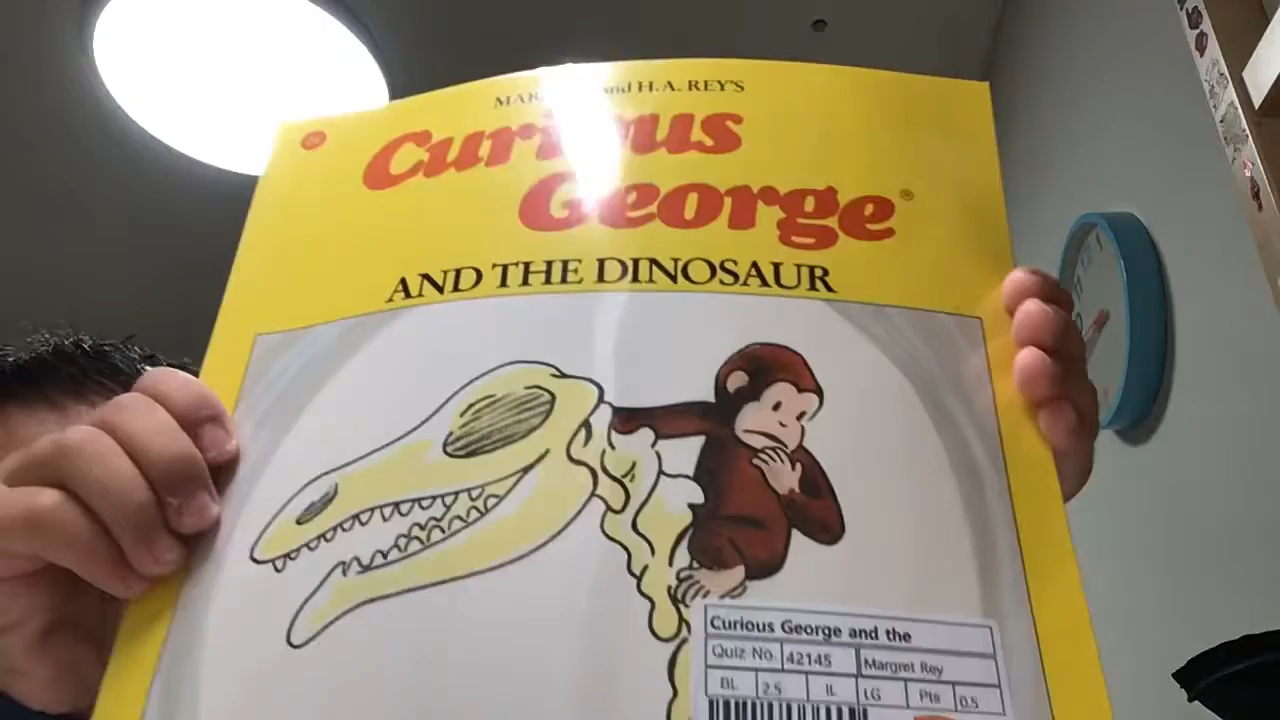 and H.A. REY'S
Curious
George®
AND THE DINOSAUR
Curious George and the
Quiz No. 42145 Margret Rey
BL 2.5 IL LG Pts 0.5